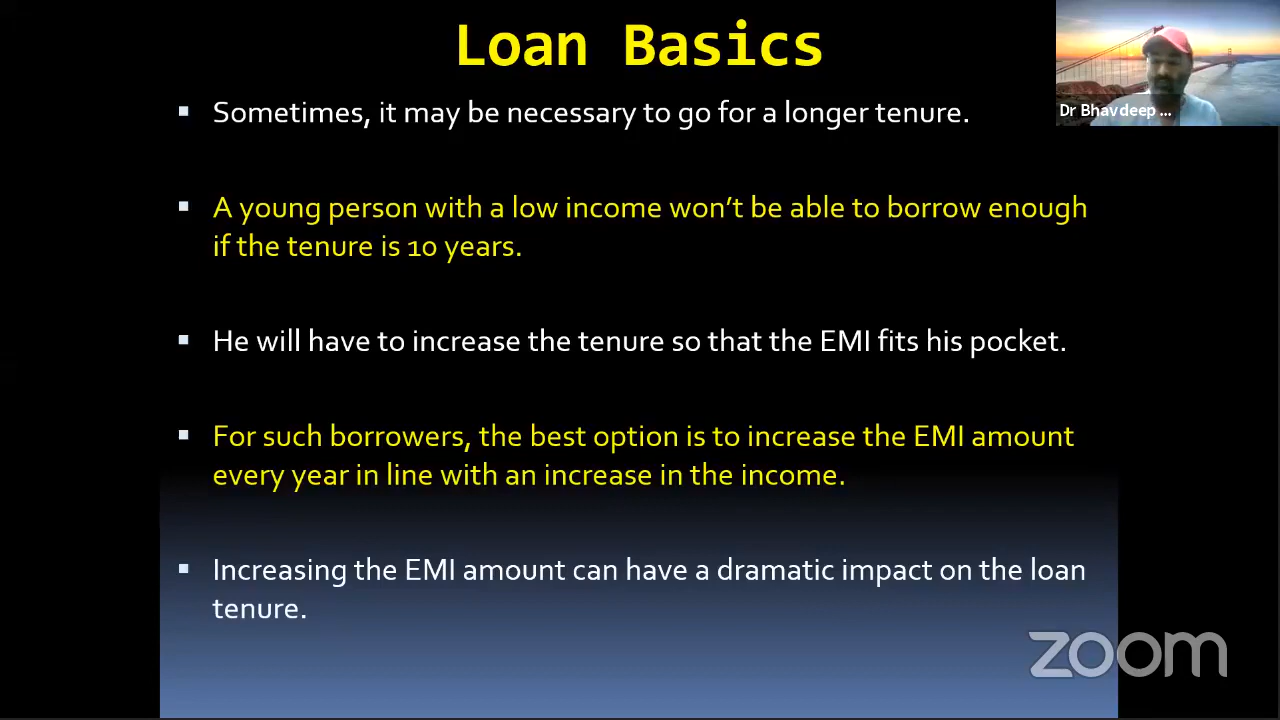 Loan Basics
Dr Bhavdeep ...
Sometimes, it may be necessary to go for a longer tenure.
A young person with a low income won’t be able to borrow enough
if the tenure is 10 years.
He will have to increase the tenure so that the EMI fits his pocket.
For such borrowers, the best option is to increase the EMI amount
every year in line with an increase in the income.
Increasing the EMI amount can have a dramatic impact on the loan
tenure.
zoom